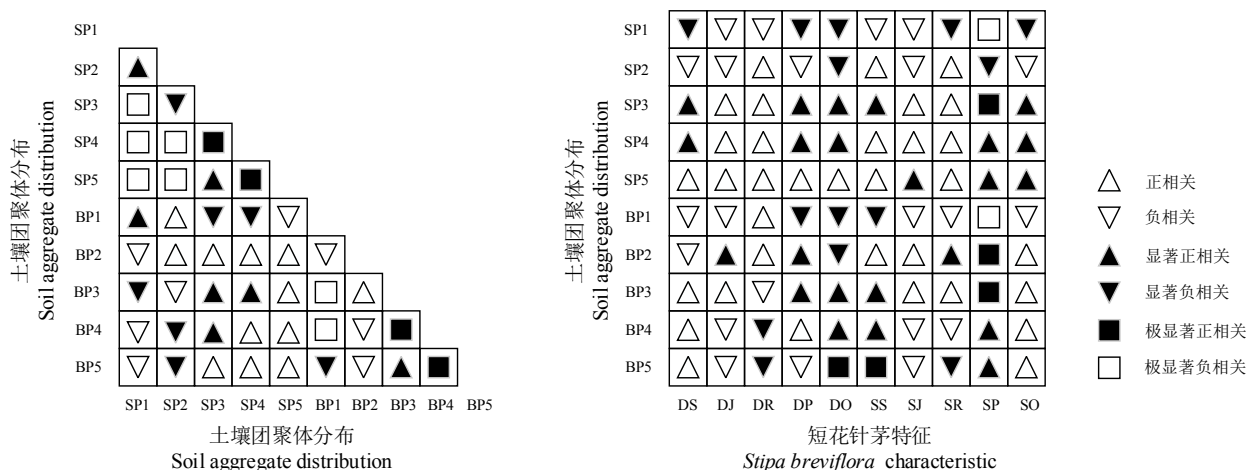 SP1
SP2
SP3
SP4
SP5
BP1
BP2
BP3
BP4
BP5
土壤团聚体分布
Soil aggregate distribution
SP1 SP2 SP3 SP4 SP5 BP1 BP2 BP3 BP4 BP5
土壤团聚体分布
Soil aggregate distribution
SP1
SP2
SP3
SP4
SP5
BP1
BP2
BP3
BP4
BP5
土壤团聚体分布
Soil aggregate distribution
DS DJ DR DP DO SS SJ SR SP SO
短花针茅特征
Stipa breviflora characteristic
正相关
负相关
显著正相关
显著负相关
极显著正相关
极显著负相关